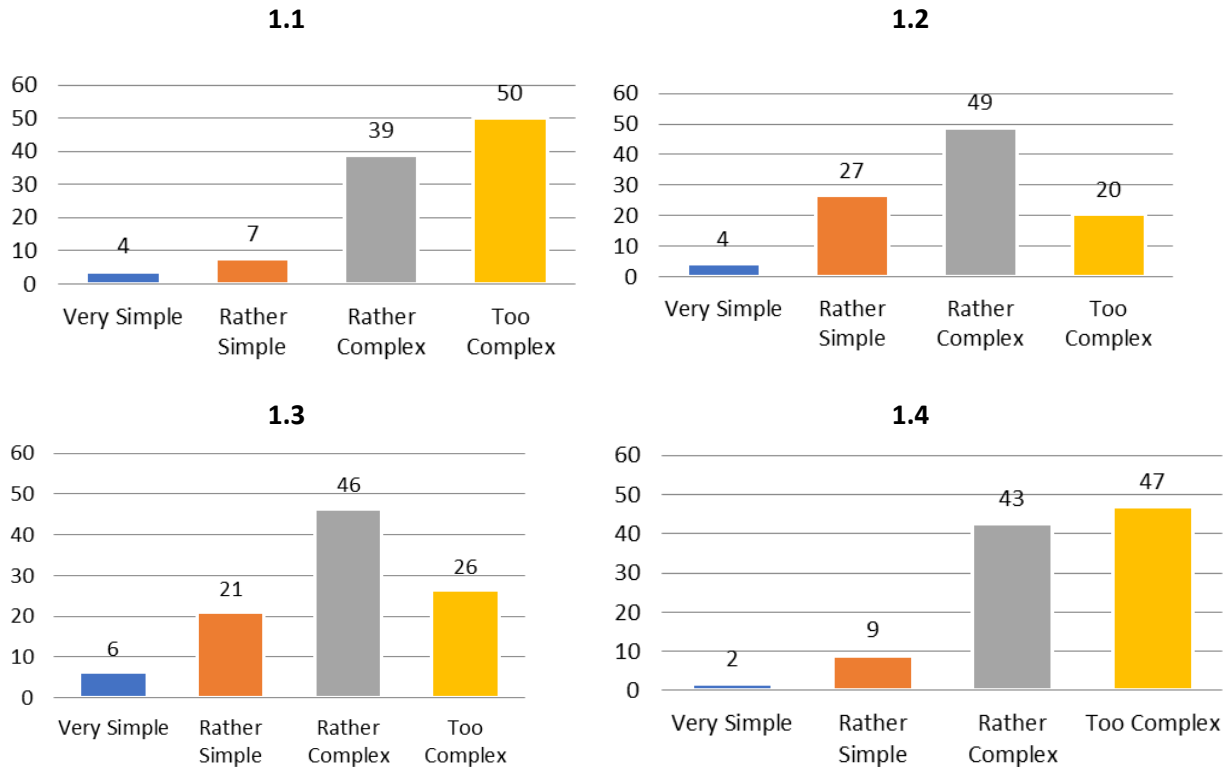 1.1
60
50
40
30
20
10
0
4
7
39
50
Very Simple
Rather
Simple
Rather
Complex
Too
Complex
1.2
60
50
40
30
20
10
0
4
27
49
20
Very Simple
Rather
Simple
Rather
Complex
Too
Complex
1.3
60
50
40
30
20
10
0
6
21
46
26
Very Simple
Rather
Simple
Rather
Complex
Too
Complex
1.4
60
50
40
30
20
10
0
2
9
43
47
Very Simple
Rather
Simple
Rather
Complex
Too Complex